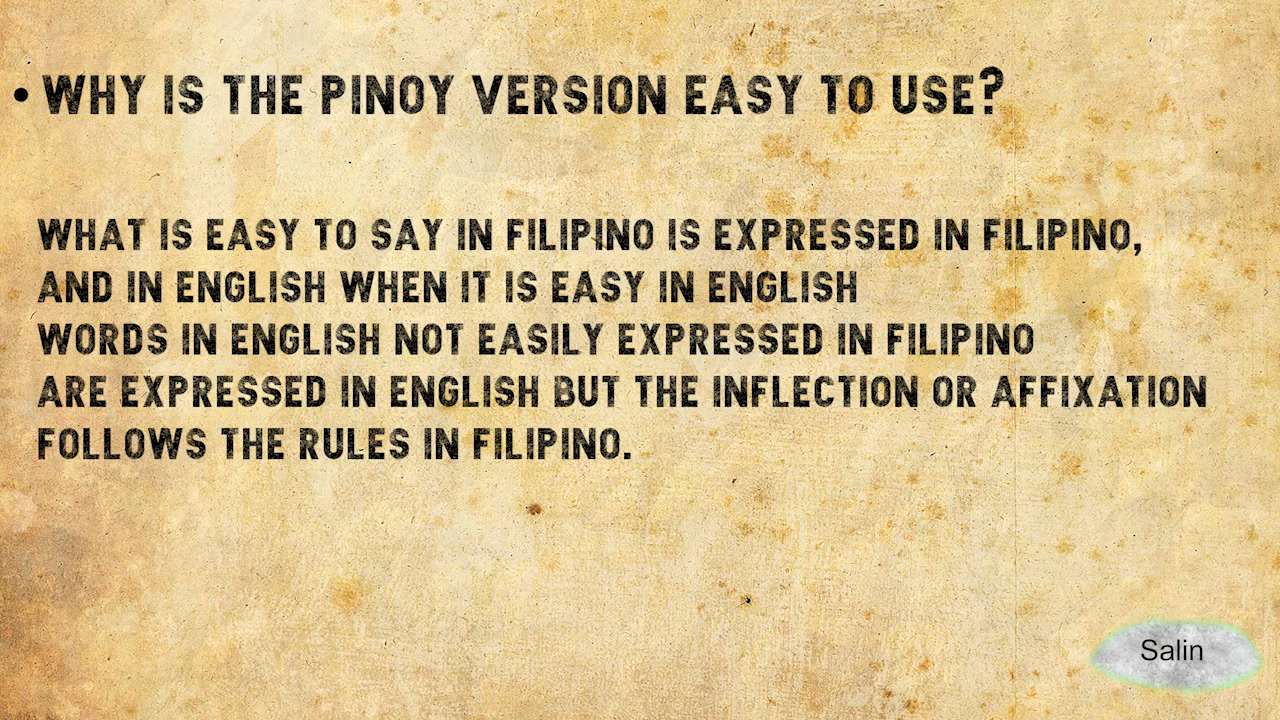 • WHY IS THE PINOY VERSION EASY TO USE?
WHAT IS EASY TO SAY IN FILIPINO IS EXPRESSED IN FILIPINO,
AND IN ENGLISH WHEN IT IS EASY IN ENGLISH
WORDS IN ENGLISH NOT EASILY EXPRESSED IN FILIPINO
ARE EXPRESSED IN ENGLISH BUT THE INFLECTION OR AFFIXATION
FOLLOWS THE RULES IN FILIPINO.
Salin